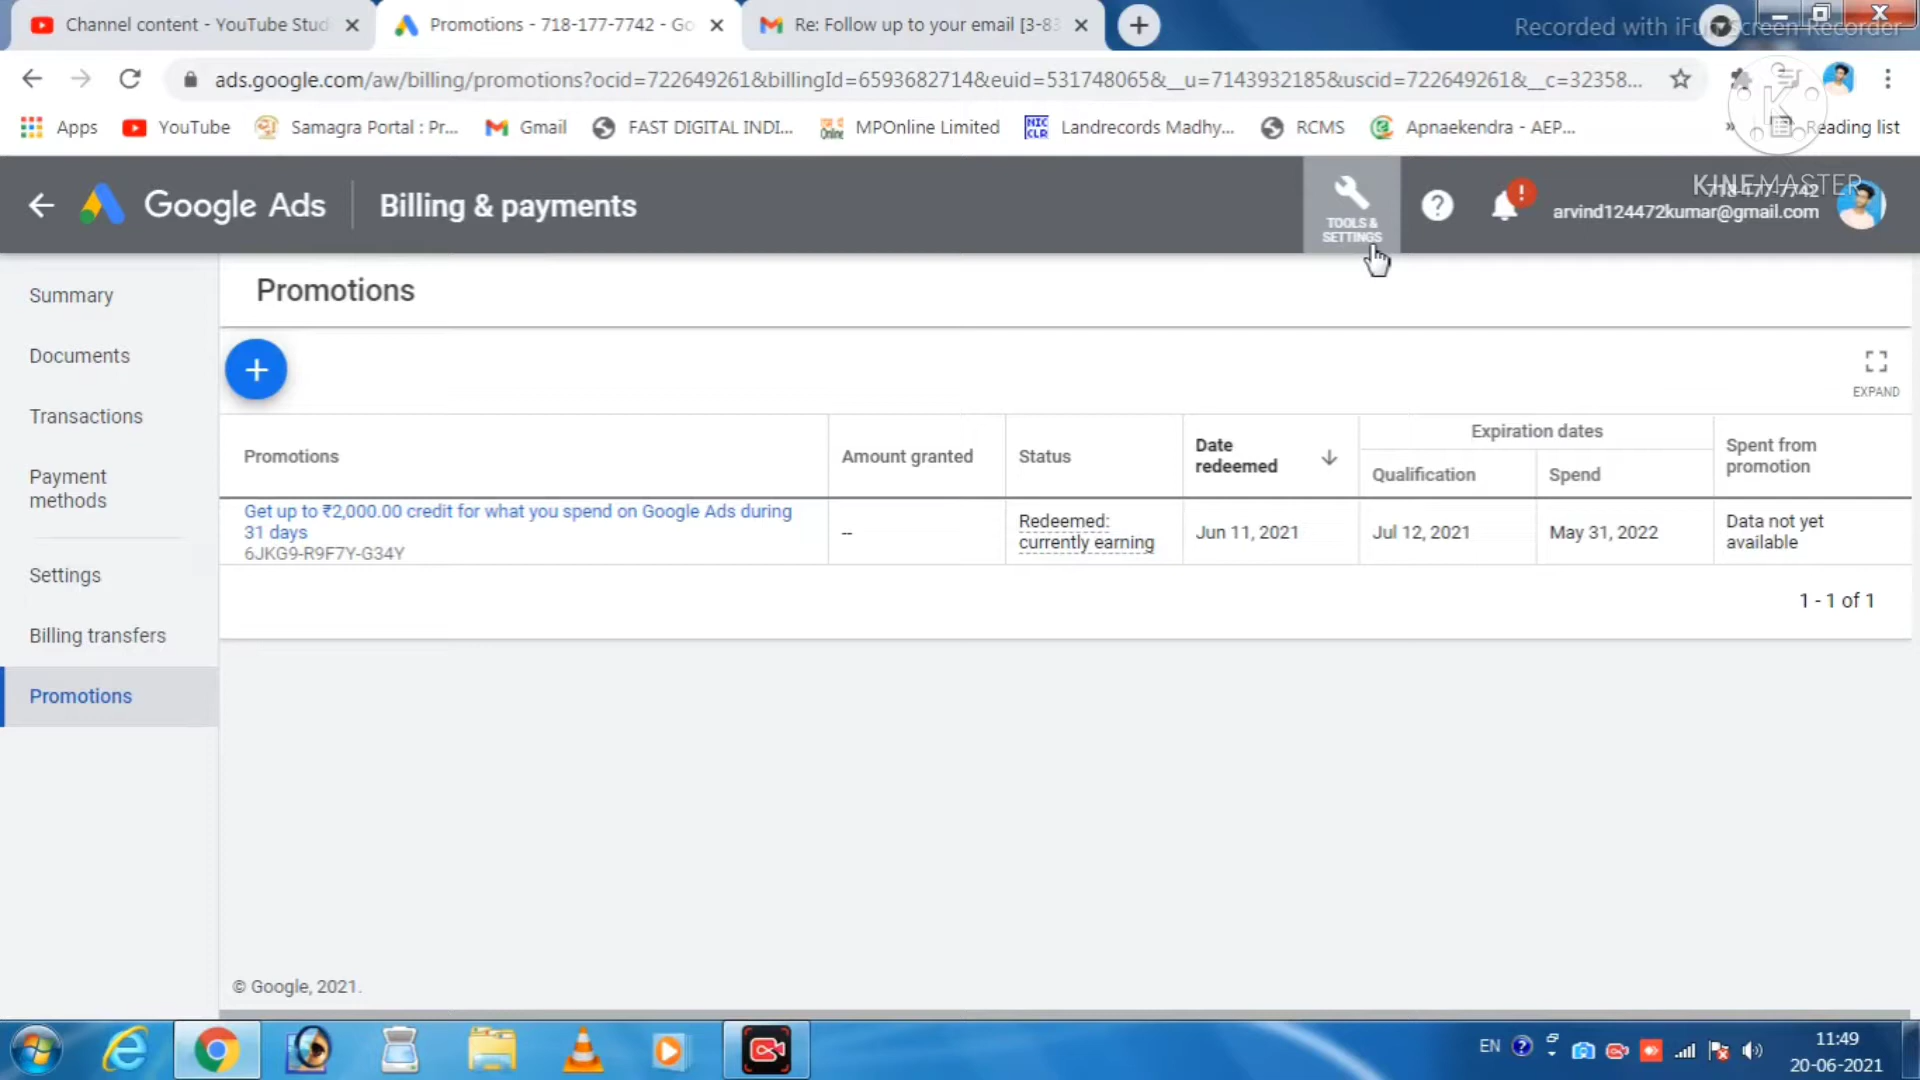 Channel content - YouTube Stud
Promotions - 718-177-7742 - Go
Re: Follow up to your email [3-83
Recorded with iFun Screen Recorder
ads.google.com/aw/billing/promotions?ocid=722649261&billingId=6593682714&euid=531748065&__u=7143932185&uscid=722649261&__c=32358...
Apps
YouTube
Samagra Portal : Pr...
Gmail
FAST DIGITAL INDI...
MPOnline Limited
NIC CLR
Landrecords Madhy...
RCMS
Apnaekendra - AEP...
»
Reading list
K
KINEMASTER
Google Ads
Billing & payments
TOOLS &
SETTINGS
718-177-7742
arvind124472kumar@gmail.com
Summary
Documents
Transactions
Payment
methods
Settings
Billing transfers
Promotions
Promotions
EXPAND
Promotions
Amount granted
Status
Date
redeemed
Expiration dates
Qualification
Spend
Spent from
promotion
Get up to ₹2,000.00 credit for what you spend on Google Ads during
31 days
6JKG9-R9F7Y-G34Y
--
Redeemed:
currently earning
Jun 11, 2021
Jul 12, 2021
May 31, 2022
Data not yet
available
1 - 1 of 1
© Google, 2021.
EN
11:49
20-06-2021